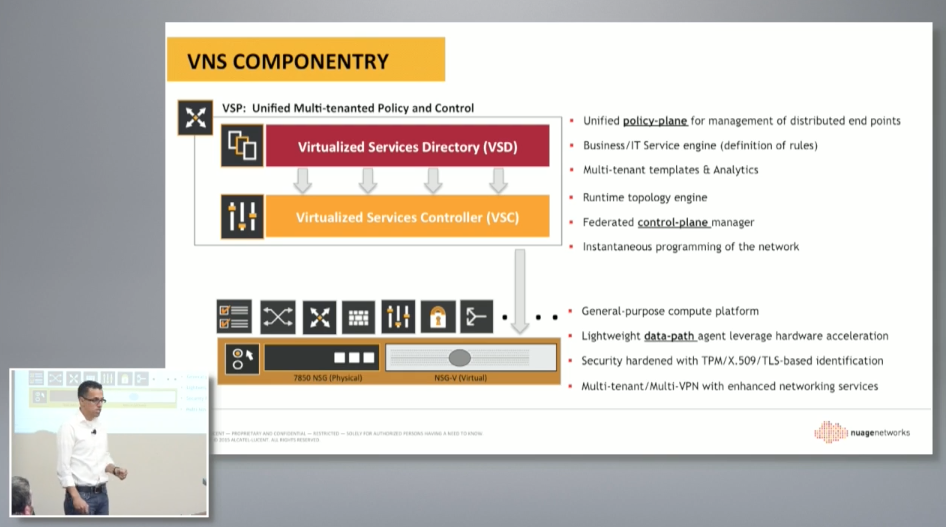 VNS COMPONENTRY
VSP: Unified Multi-tenanted Policy and Control
Virtualized Services Directory (VSD)
Virtualized Services Controller (VSC)
Unified policy-plane for management of distributed end points
Business/IT Service engine (definition of rules)
Multi-tenant templates & Analytics
Runtime topology engine
Federated control-plane manager
Instantaneous programming of the network
General-purpose compute platform
Lightweight data-path agent leverage hardware acceleration
Security hardened with TPM/X.509/TLS-based identification
Multi-tenant/Multi-VPN with enhanced networking services
7850 NSG (Physical)
NSG-V (Virtual)
— PROPRIETARY AND CONFIDENTIAL — RESTRICTED — SOLELY FOR AUTHORIZED PERSONS HAVING A NEED TO KNOW
ALCATEL-LUCENT. ALL RIGHTS RESERVED
nuagenetworks